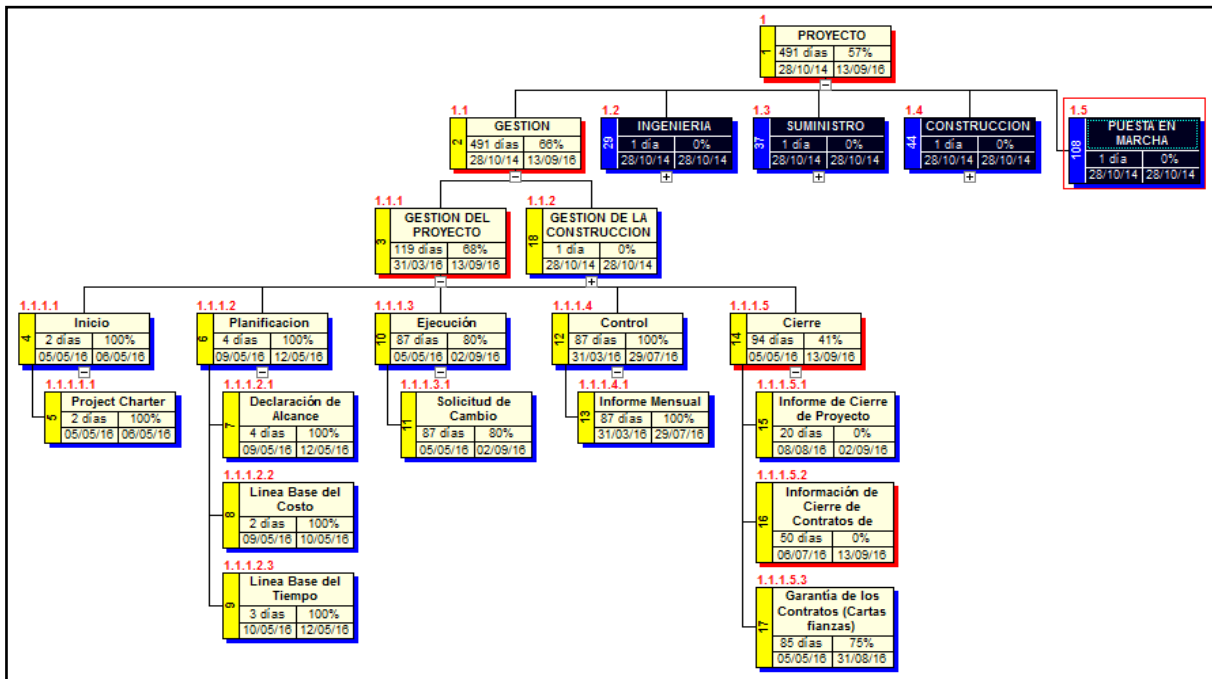 1
PROYECTO
1
491 días 57%
28/10/14 13/09/16
1.1
GESTION
2
491 días 66%
28/10/14 13/09/16
1.2
INGENIERIA
29
1 día 0%
28/10/14 28/10/14
1.3
SUMINISTRO
37
1 día 0%
28/10/14 28/10/14
1.4
CONSTRUCCION
44
1 día 0%
28/10/14 28/10/14
1.5
PUESTA EN
MARCHA
108
1 día 0%
28/10/14 28/10/14
1.1.1
GESTION DEL
PROYECTO
3
119 días 68%
31/03/16 13/09/16
1.1.2
GESTION DE LA
CONSTRUCCION
18
1 día 0%
28/10/14 28/10/14
1.1.1.1
Inicio
4
2 días 100%
05/05/16 06/05/16
1.1.1.2
Planificacion
6
4 días 100%
09/05/16 12/05/16
1.1.1.3
Ejecución
10
87 días 80%
05/05/16 02/09/16
1.1.1.4
Control
12
87 días 100%
31/03/16 29/07/16
1.1.1.5
Cierre
14
94 días 41%
05/05/16 13/09/16
1.1.1.1.1
Project Charter
5
2 días 100%
05/05/16 06/05/16
1.1.1.2.1
Declaración de
Alcance
7
4 días 100%
09/05/16 12/05/16
1.1.1.3.1
Solicitud de
Cambio
11
87 días 80%
05/05/16 02/09/16
1.1.1.4.1
Informe Mensual
13
87 días 100%
31/03/16 29/07/16
1.1.1.5.1
Informe de Cierre
de Proyecto
15
20 días 0%
08/08/16 02/09/16
1.1.1.2.2
Linea Base del
Costo
8
2 días 100%
09/05/16 10/05/16
1.1.1.5.2
Información de
Cierre de
Contratos de
16
50 días 0%
06/07/16 13/09/16
1.1.1.2.3
Linea Base del
Tiempo
9
3 días 100%
10/05/16 12/05/16
1.1.1.5.3
Garantía de los
Contratos (Cartas
fianzas)
17
85 días 75%
05/05/16 31/08/16